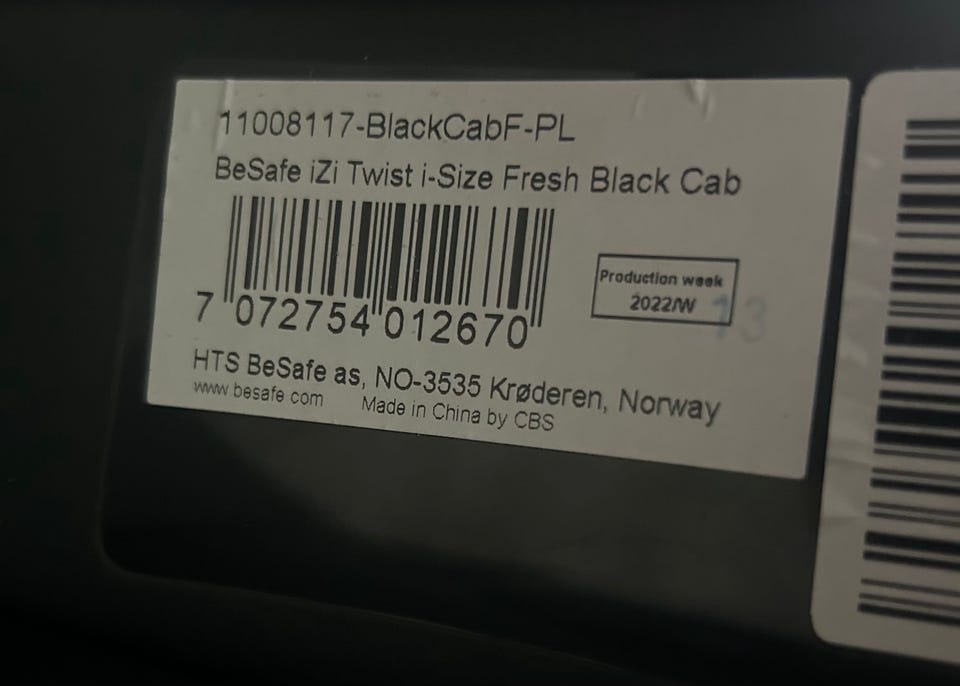 11008117-BlackCabF-PL
BeSafe iZi Twist i-Size Fresh Black Cab
7 072754 012670
Production week
2022/W 13
HTS BeSafe as, NO-3535 Krøderen, Norway
www.besafe.com Made in China by CBS